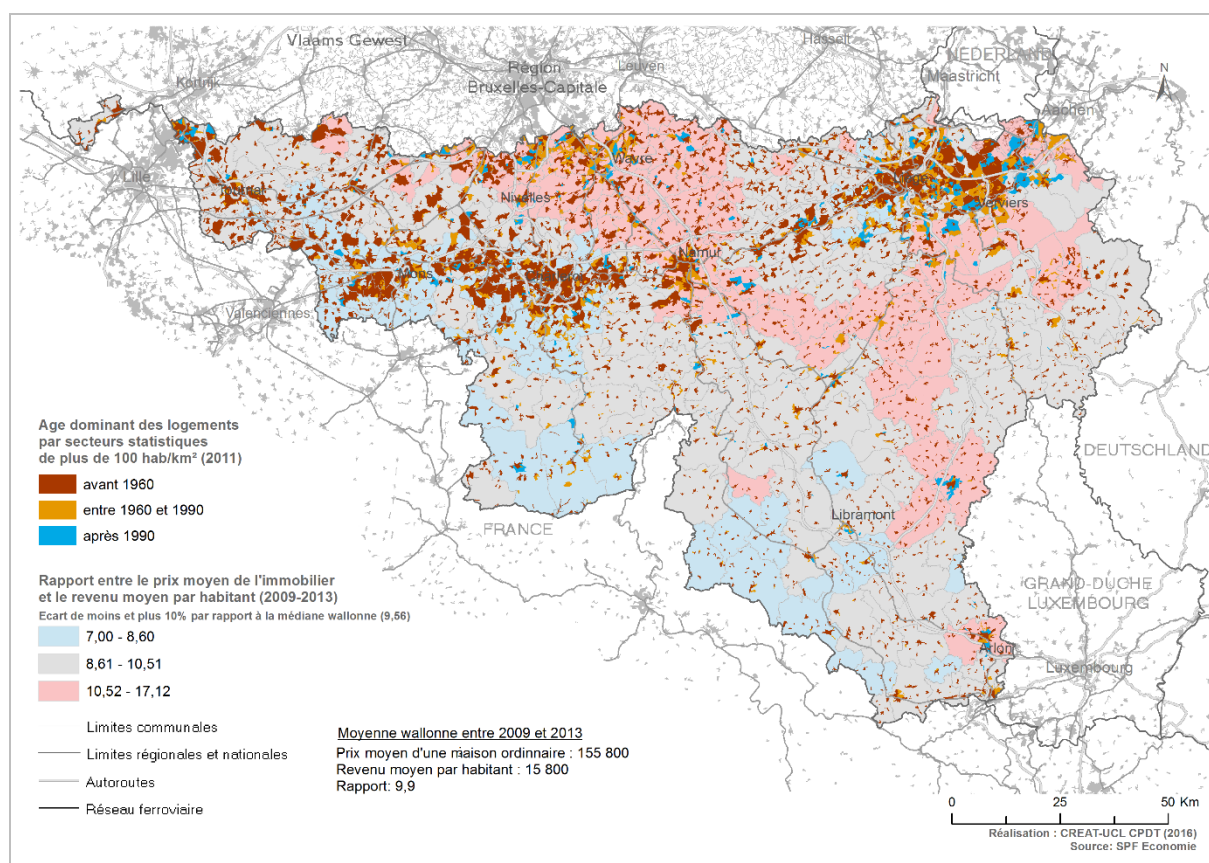 Vlaams Gewest
Hasselt
NEDERLAND
Kortrijk
Région
Bruxelles-Capitale
Leuven
Maastricht
N
Aachen
Lille
Tournai
Wavre
Nivelles
Liège
Verviers
Mons
Namur
Valenciennes
Age dominant des logements
par secteurs statistiques
de plus de 100 hab/km² (2011)
avant 1960
entre 1960 et 1990
après 1990
DEUTSCHLAND
FRANCE
Libramont
GRAND-DUCHE
LUXEMBOURG
Arlon
Luxembourg
Rapport entre le prix moyen de l'immobilier
et le revenu moyen par habitant (2009-2013)
Ecart de moins et plus 10% par rapport à la médiane wallonne (9,56)
7,00 - 8,60
8,61 - 10,51
10,52 - 17,12
Limites communales
Limites régionales et nationales
Autoroutes
Réseau ferroviaire
Moyenne wallonne entre 2009 et 2013
Prix moyen d'une maison ordinnaire : 155 800
Revenu moyen par habitant : 15 800
Rapport: 9,9
0 25 50 Km
Réalisation : CREAT-UCL CPDT (2016)
Source: SPF Economie